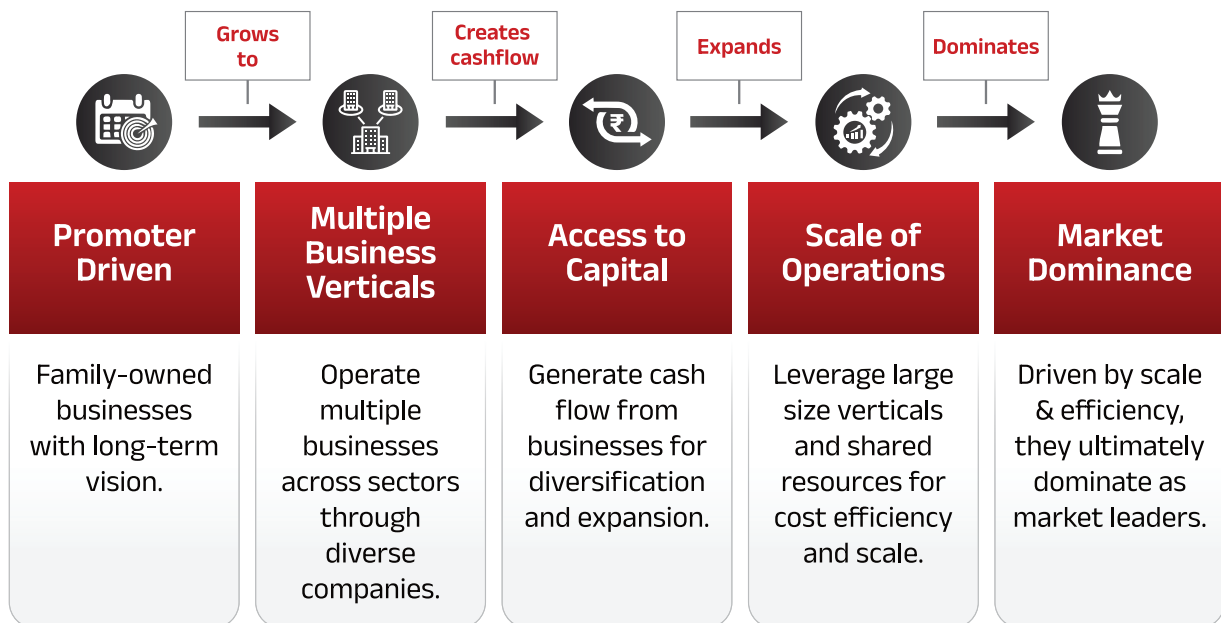 Grows
to
Creates
cashflow
Expands
Dominates
₹
Promoter
Driven
Multiple
Business
Verticals
Access to
Capital
Scale of
Operations
Market
Dominance
Family-owned
businesses
with long-term
vision.
Operate
multiple
businesses
across sectors
through
diverse
companies.
Generate cash
flow from
businesses for
diversification
and expansion.
Leverage large
size verticals
and shared
resources for
cost efficiency
and scale.
Driven by scale
& efficiency,
they ultimately
dominate as
market leaders.